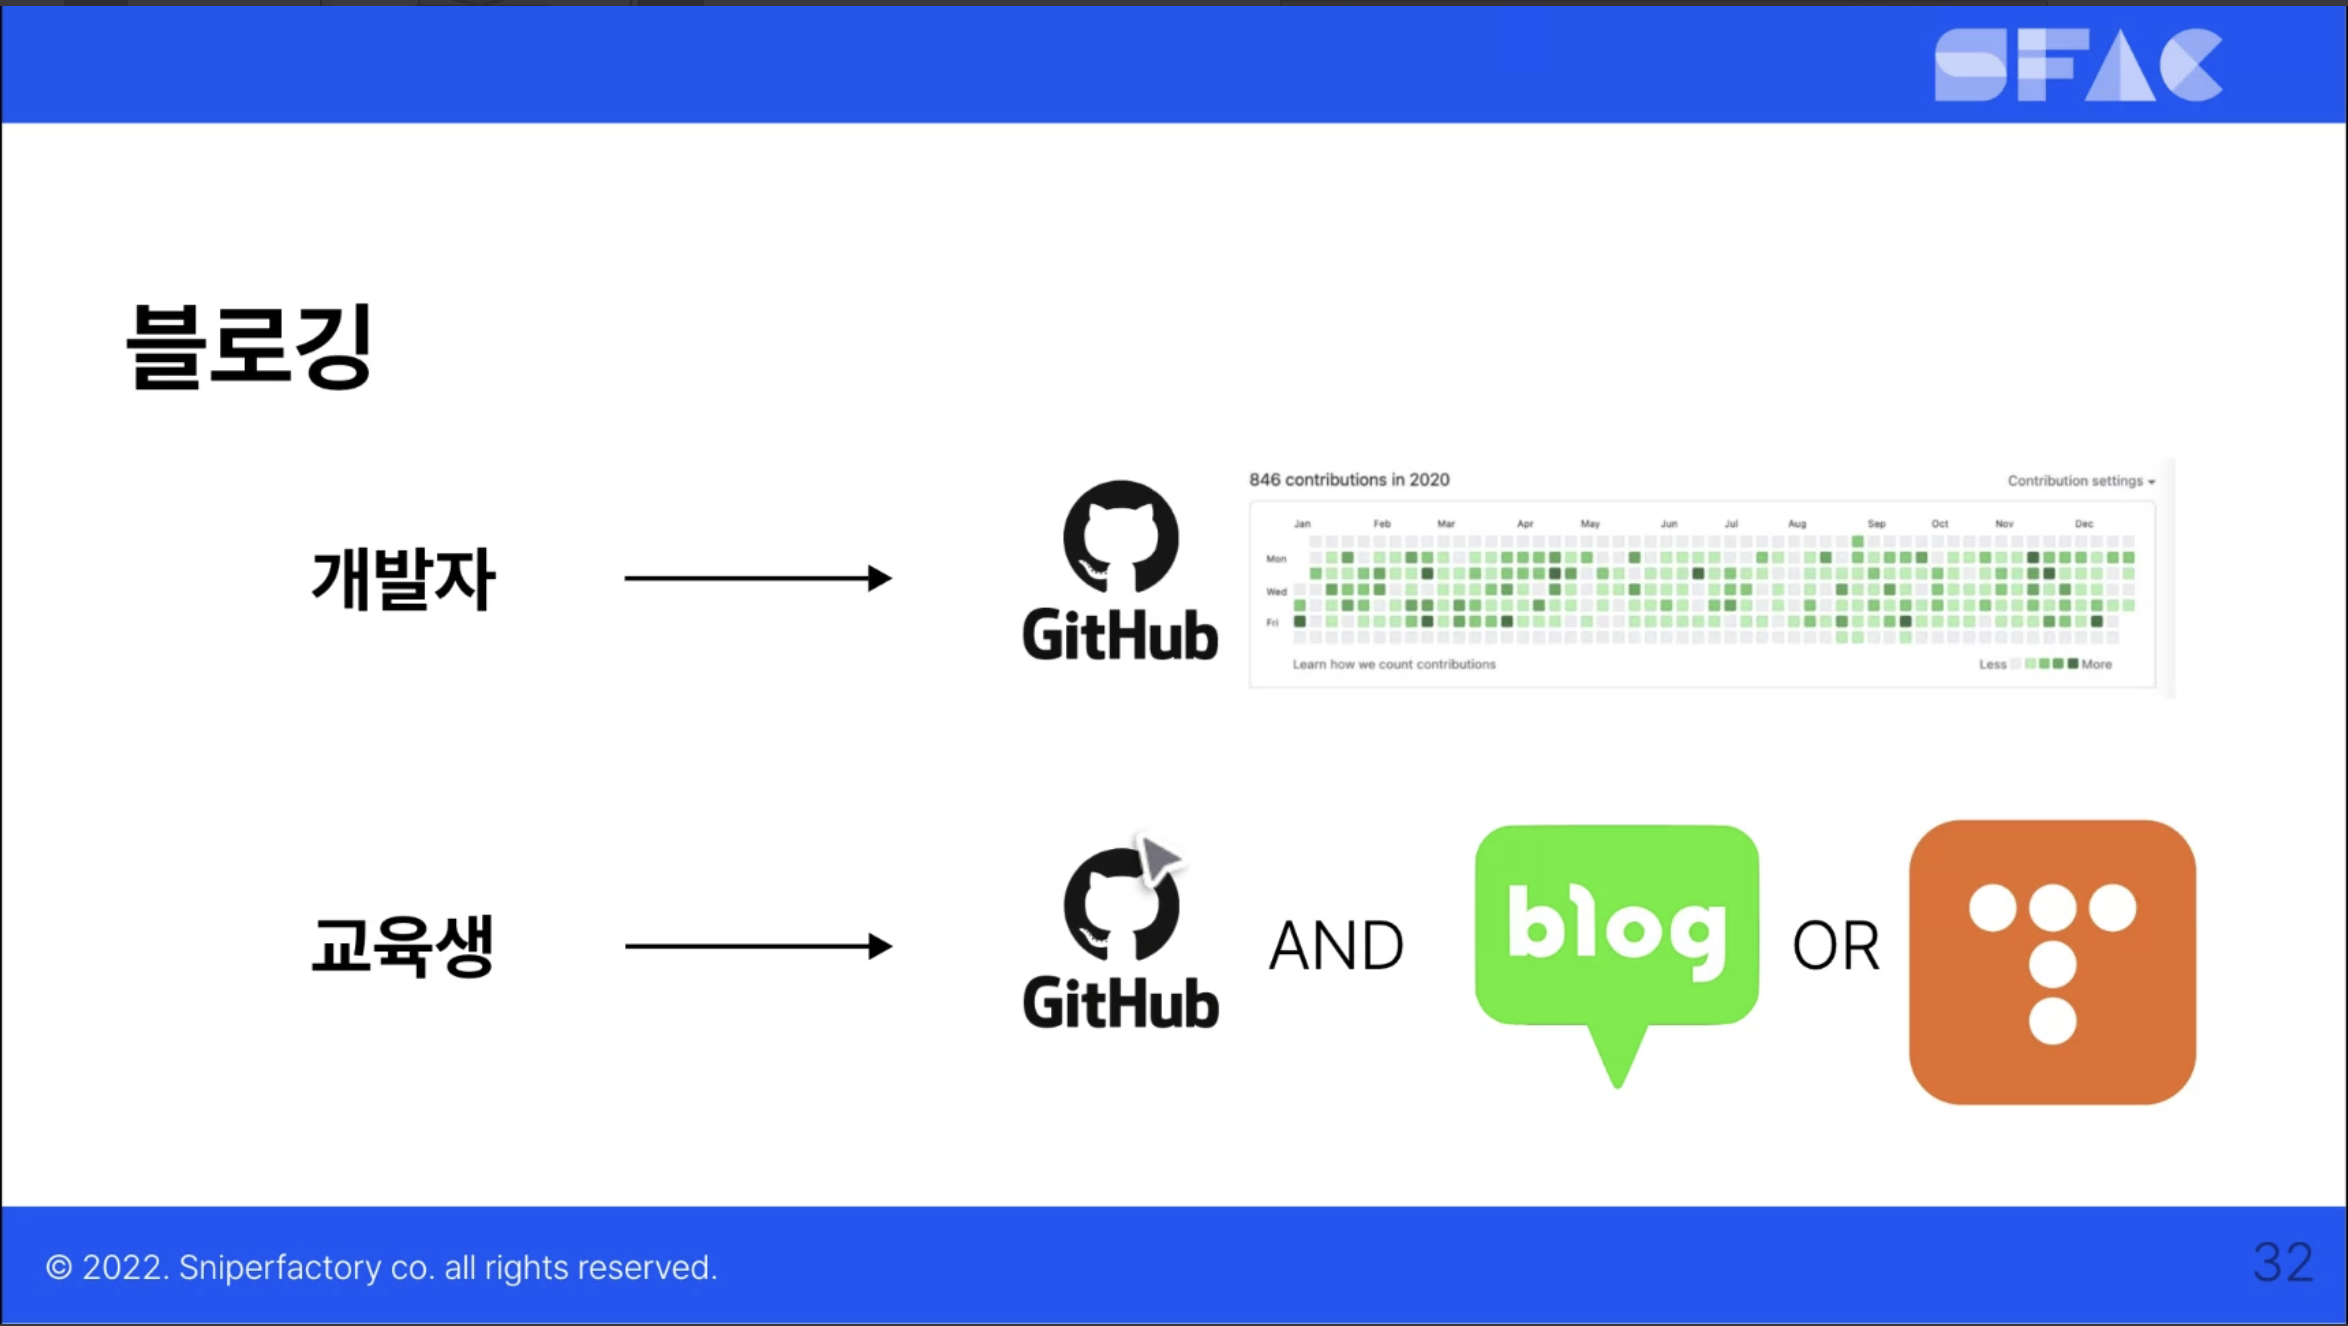 SFAC
블로깅
개발자
GitHub
846 contributions in 2020
Contribution settings
Jan Feb Mar Apr May Jun Jul Aug Sep Oct Nov Dec
Mon
Wed
Fri
Learn how we count contributions
Less More
교육생
GitHub
AND
blog
OR
© 2022. Sniperfactory co. all rights reserved.
32